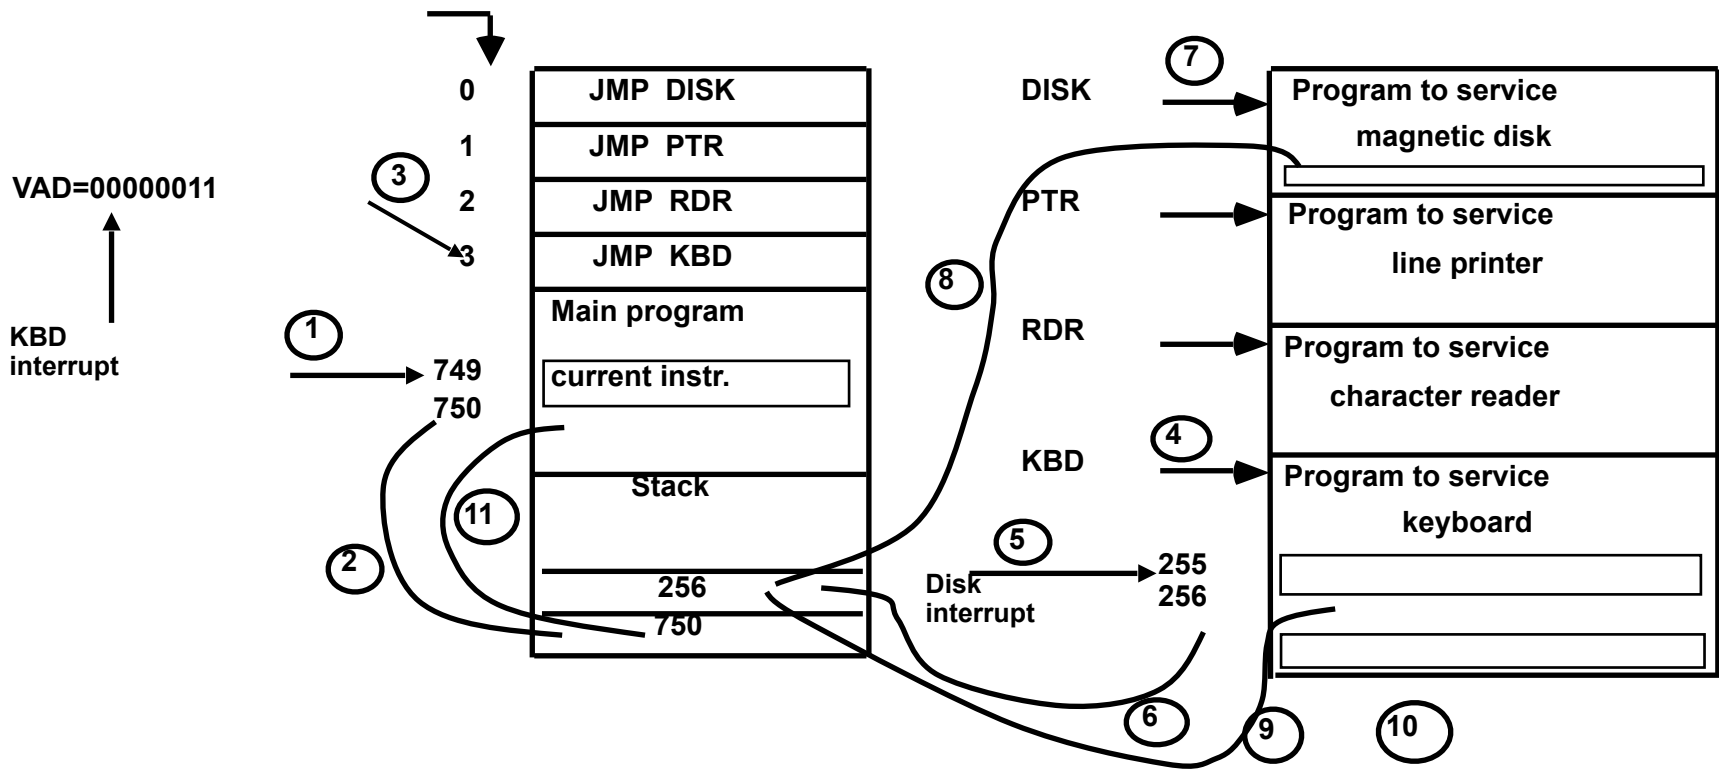 VAD=00000011
KBD
interrupt
3
1
2
11
0
1
2
3
749
750
JMP DISK
JMP PTR
JMP RDR
JMP KBD
Main program
current instr.
Stack
256
750
8
7
DISK
PTR
RDR
4
KBD
5
Disk
interrupt
255
256
6
9
10
Program to service
magnetic disk
Program to service
line printer
Program to service
character reader
Program to service
keyboard